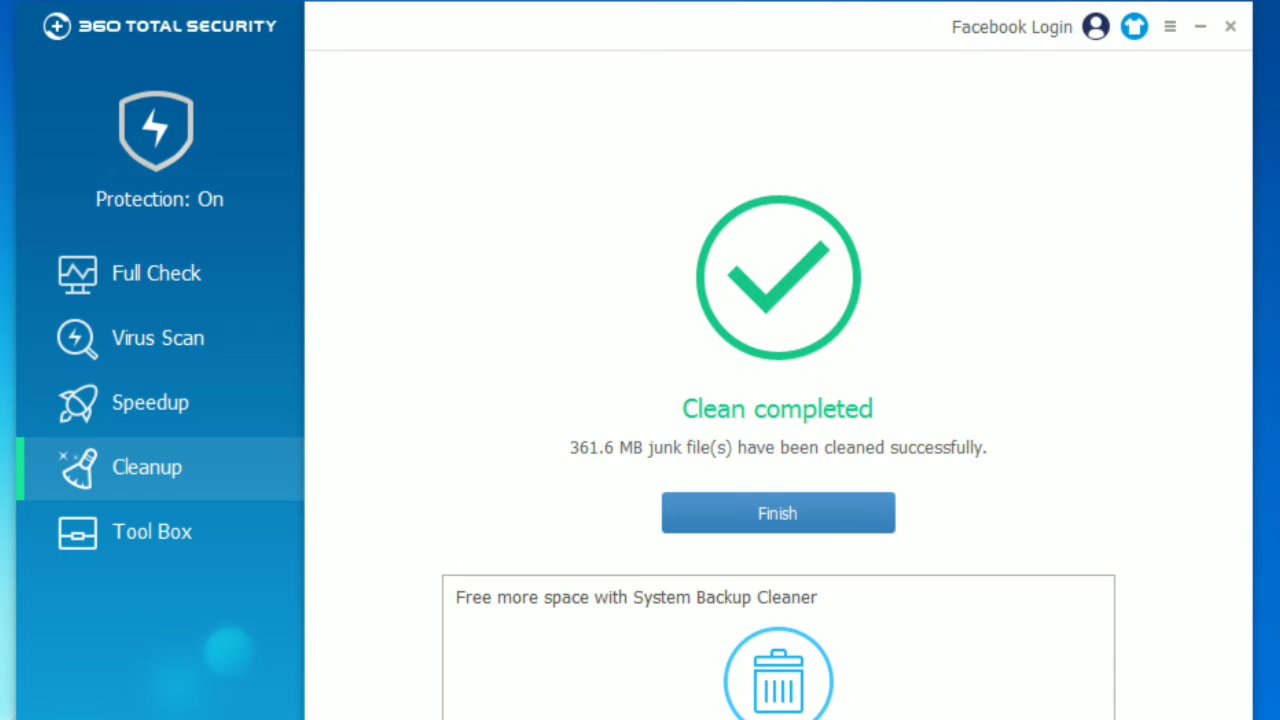 360 TOTAL SECURITY
Facebook Login
Protection: On
Full Check
Virus Scan
Speedup
Cleanup
Tool Box
Clean completed
361.6 MB junk file(s) have been cleaned successfully.
Finish
Free more space with System Backup Cleaner